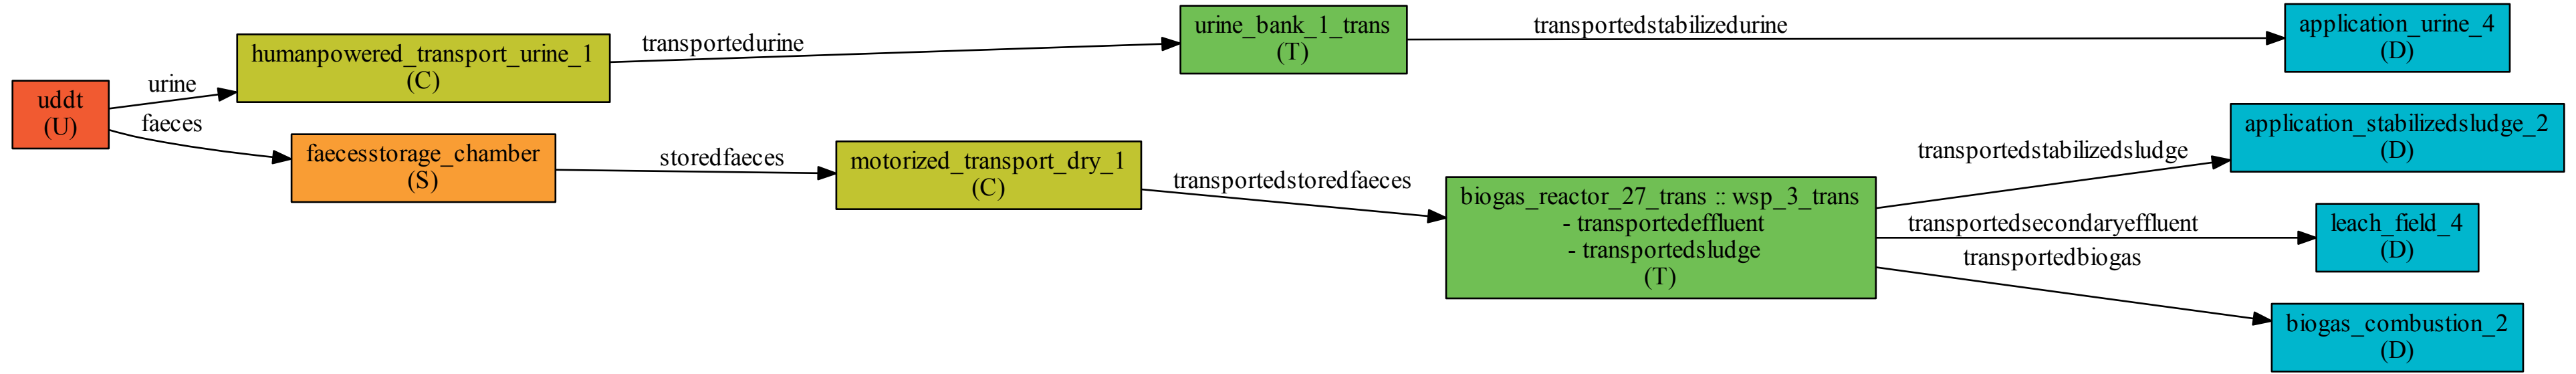 uddt
(U)
urine
faeces
humanpowered_transport_urine_1
(C)
faecesstorage_chamber
(S)
transportedurine
storedfaeces
motorized_transport_dry_1
(C)
urine_bank_1_trans
(T)
transportedstoredfaeces
biogas_reactor_27_trans :: wsp_3_trans
- transportedeffluent
- transportedsludge
(T)
transportedstabilizedurine
transportedstabilizedsludge
transportedsecondaryeffluent
transportedbiogas
application_urine_4
(D)
application_stabilizedsludge_2
(D)
leach_field_4
(D)
biogas_combustion_2
(D)